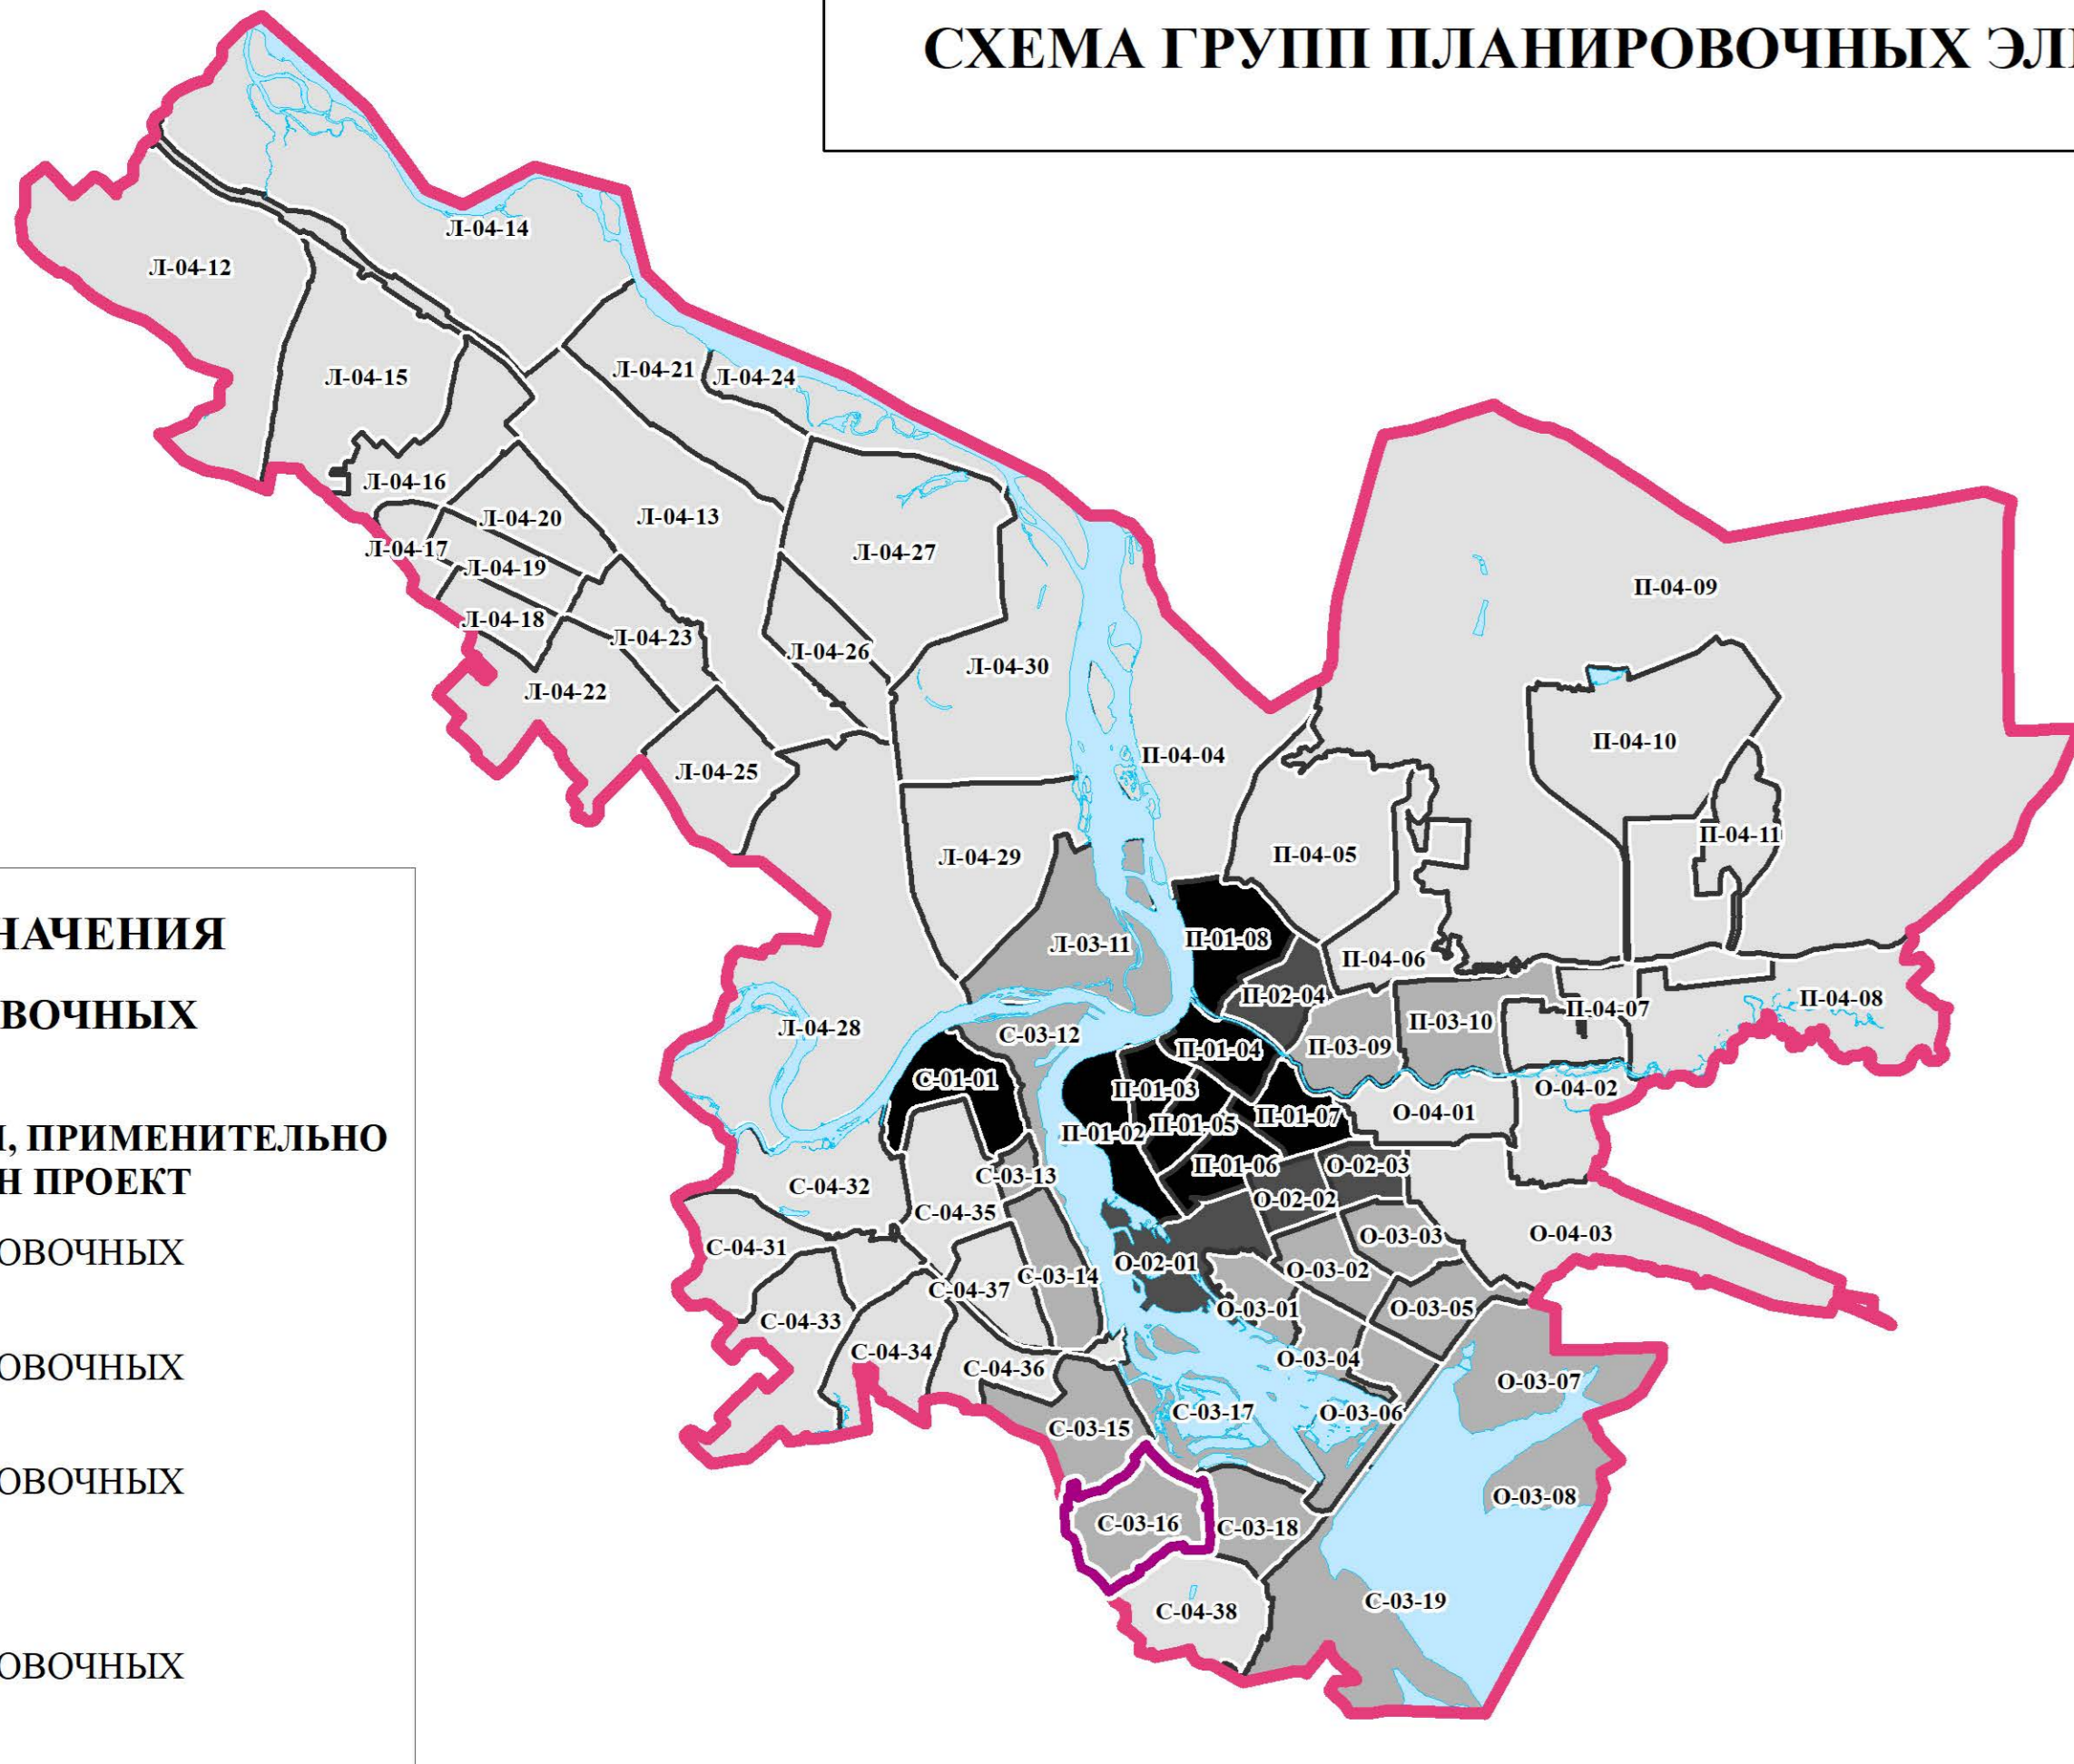 СХЕМА ГРУПП ПЛАНИРОВОЧНЫХ
Л-04-14
Л-04-12
Л-04-15
Л-04-21
Л-04-24
Л-04-16
Л-04-20
Л-04-13
Л-04-17
Л-04-19
Л-04-27
Л-04-18
Л-04-23
Л-04-26
Л-04-30
Л-04-22
Л-04-25
Л-04-29
Л-03-11
Л-04-28
П-04-09
П-04-10
П-04-04
П-04-11
П-04-05
П-01-08
П-04-06
П-02-04
П-04-08
П-04-07
П-03-10
П-03-09
П-01-04
С-03-12
С-01-01
П-01-03
О-04-02
О-04-01
П-01-07
П-01-05
П-01-02
П-01-06
О-02-03
О-02-02
С-03-13
С-04-32
С-04-35
С-04-31
О-03-03
О-04-03
О-02-01
О-03-02
С-03-14
С-04-37
О-03-01
О-03-05
С-04-33
С-04-34
С-04-36
О-03-04
О-03-07
С-03-17
О-03-06
С-03-15
О-03-08
С-03-16
С-03-18
С-04-38
С-03-19
НАЧЕНИЯ
ВОЧНЫХ
, ПРИМЕНИТЕЛЬНО
Н ПРОЕКТ
ОВОЧНЫХ
ОВОЧНЫХ
ОВОЧНЫХ
ОВОЧНЫХ